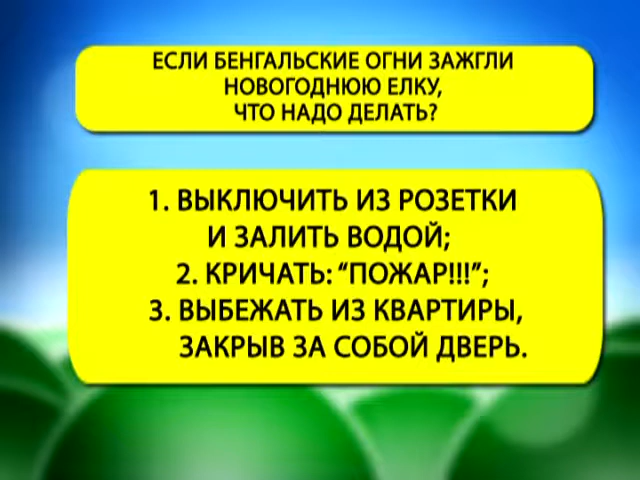 ЕСЛИ БЕНГАЛЬСКИЕ ОГНИ ЗАЖГЛИ
НОВОГОДНЮЮ ЕЛКУ,
ЧТО НАДО ДЕЛАТЬ?
1. ВЫКЛЮЧИТЬ ИЗ РОЗЕТКИ
И ЗАЛИТЬ ВОДОЙ;
2. КРИЧАТЬ: “ПОЖАР!!!”;
3. ВЫБЕЖАТЬ ИЗ КВАРТИРЫ,
ЗАКРЫВ ЗА СОБОЙ ДВЕРЬ.